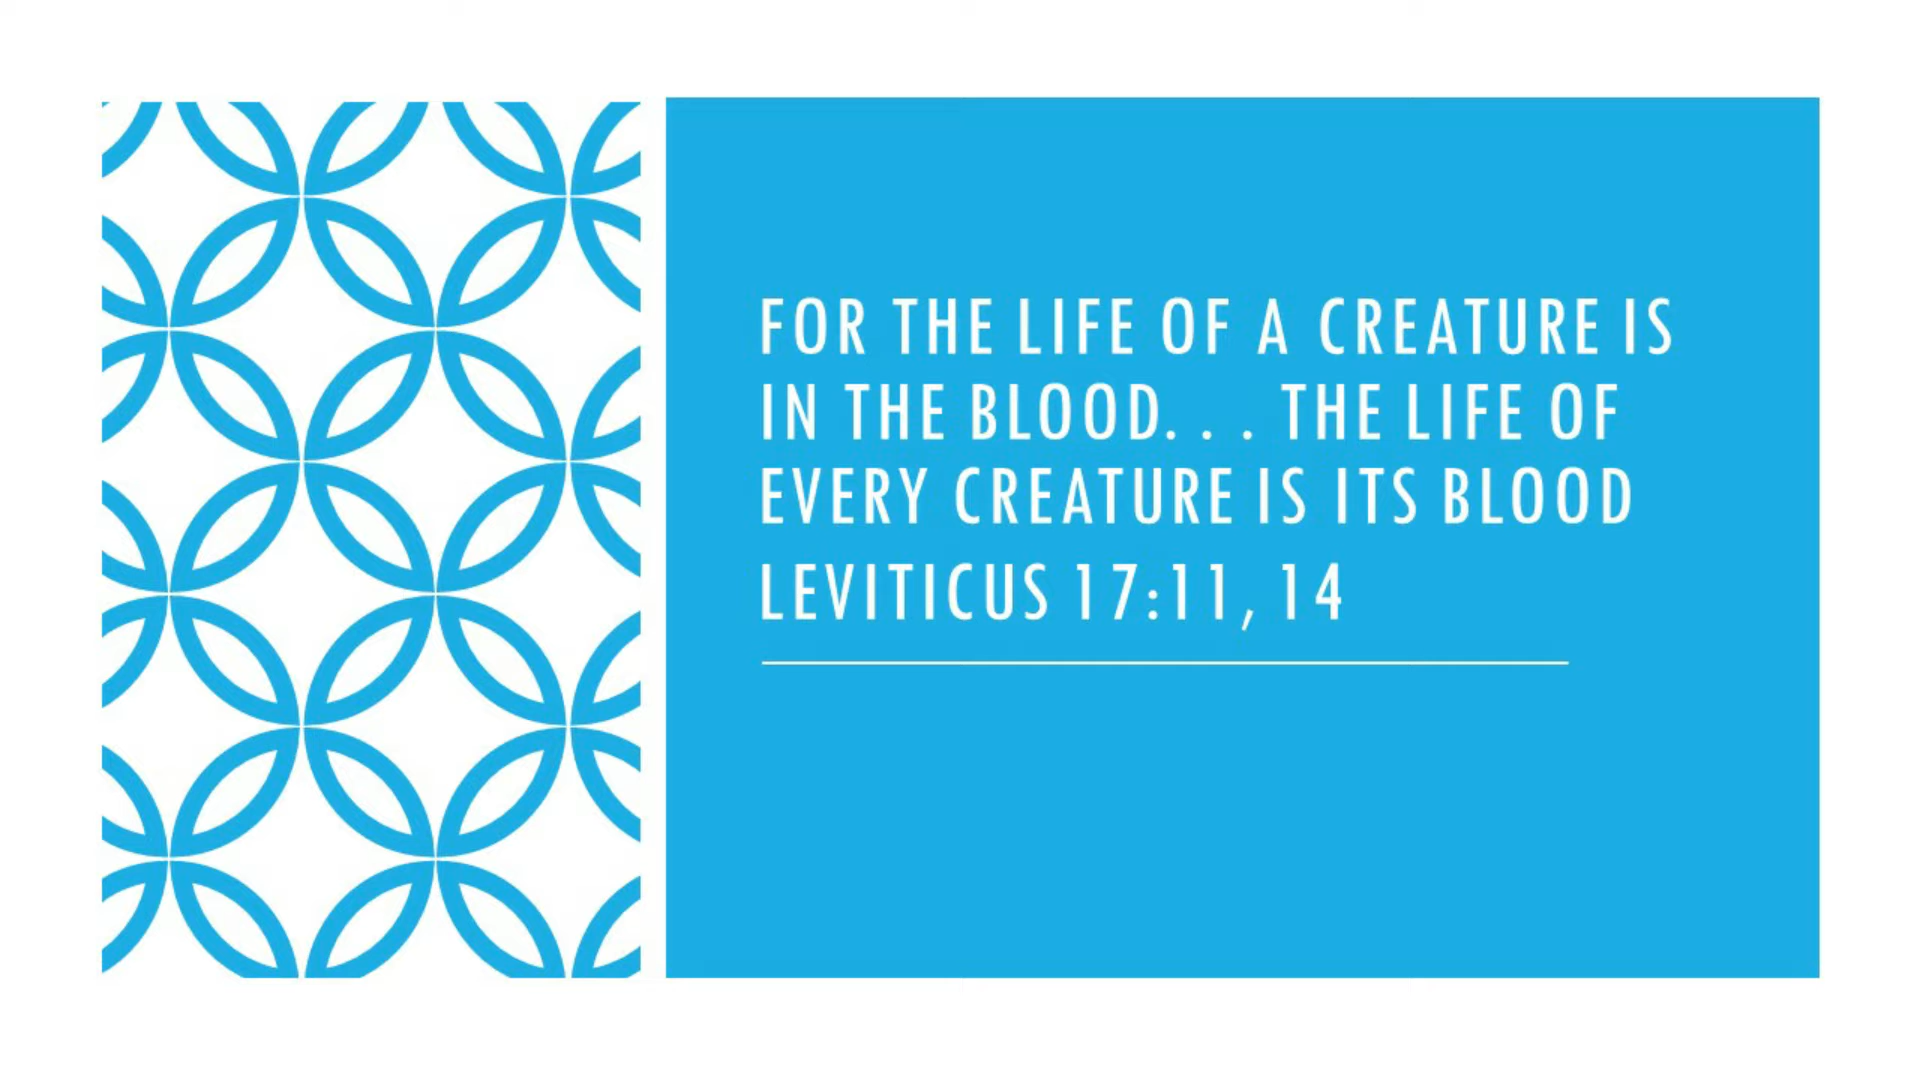 FOR THE LIFE OF A CREATURE IS
IN THE BLOOD. . . THE LIFE OF
EVERY CREATURE IS ITS BLOOD
LEVITICUS 17:11, 14